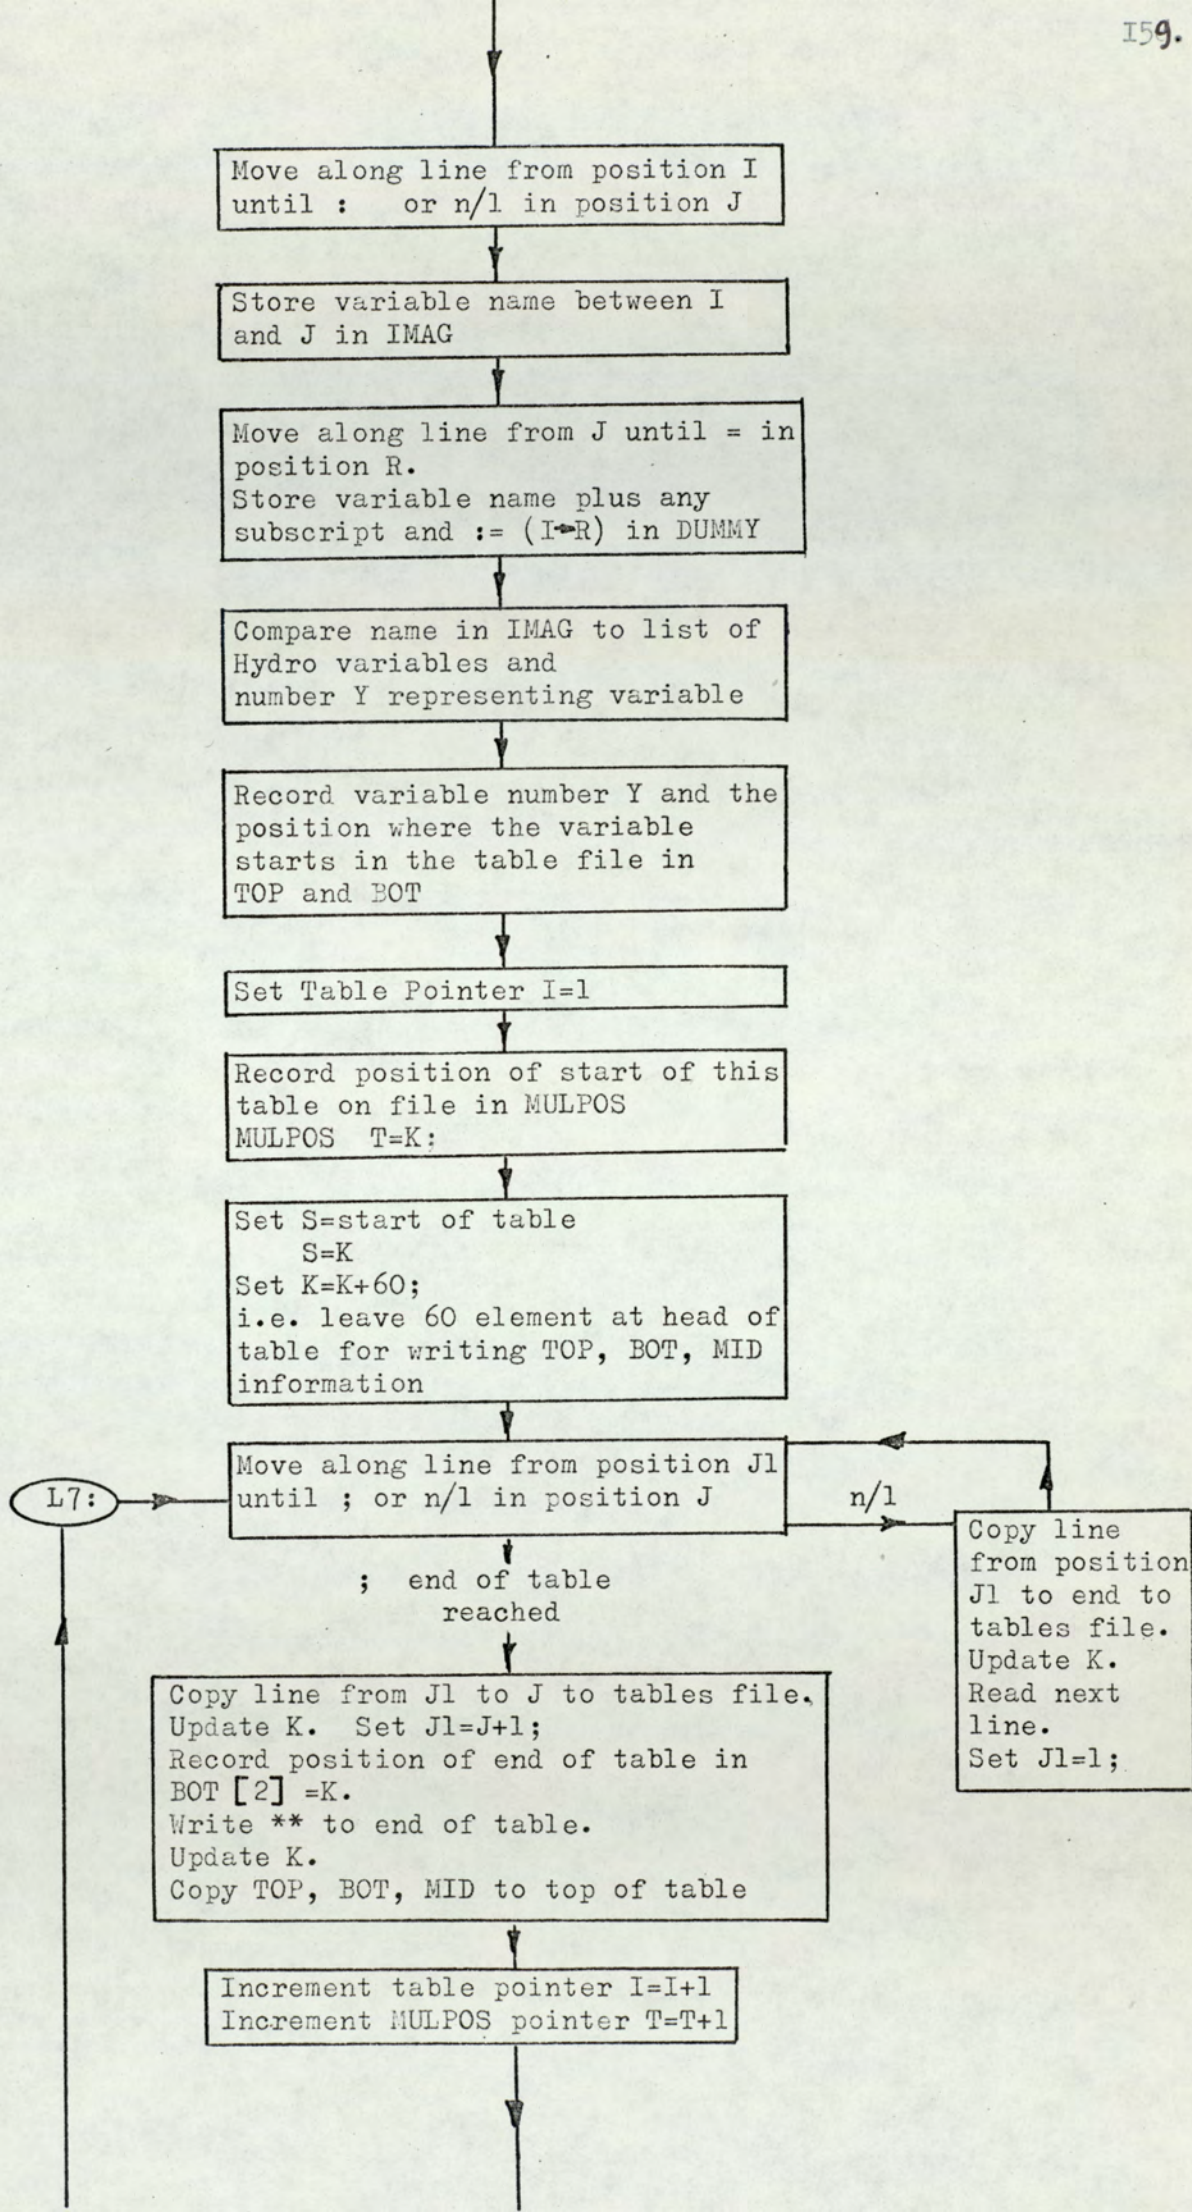 159.
Move along line from position I
until : or n/l in position J
Store variable name between I
and J in IMAG
Move along line from J until = in
position R.
Store variable name plus any
subscript and := (I→R) in DUMMY
Compare name in IMAG to list of
Hydro variables and
number Y representing variable
Record variable number Y and the
position where the variable
starts in the table file in
TOP and BOT
Set Table Pointer I=1
Record position of start of this
table on file in MULPOS
MULPOS T=K:
Set S=start of table
S=K
Set K=K+60;
i.e. leave 60 element at head of
table for writing TOP, BOT, MID
information
L7:
Move along line from position J1
until ; or n/l in position J
n/l
Copy line
from position
J1 to end to
tables file.
Update K.
Read next
line.
Set J1=1;
; end of table
reached
Copy line from J1 to J to tables file.
Update K. Set J1=J+1;
Record position of end of table in
BOT [2] =K.
Write ** to end of table.
Update K.
Copy TOP, BOT, MID to top of table
Increment table pointer I=I+1
Increment MULPOS pointer T=T+1